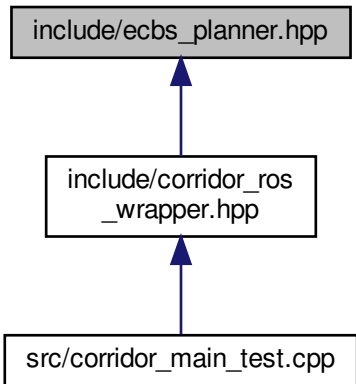 include/ecbs_planner.hpp
include/corridor_ros
_wrapper.hpp
src/corridor_main_test.cpp